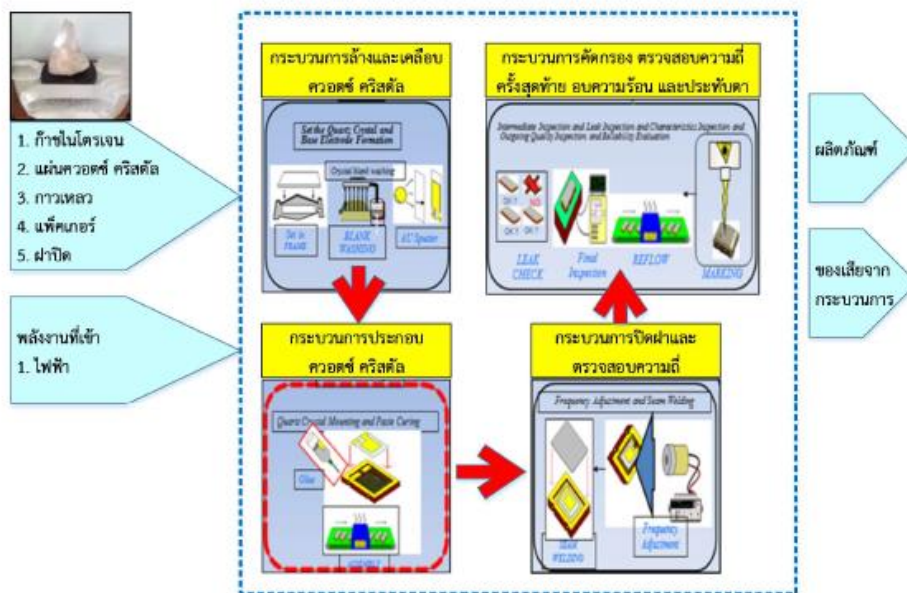 กระบวนการล้างและเคลือบ
ควอตซ์ คริสตัล
กระบวนการคัดกรอง ตรวจสอบความถี่
ครั้งสุดท้าย อบความร้อน และประทับตา
1. ก๊าซไนโตรเจน
2. แผ่นควอตซ์ คริสตัล
3. กาวเหลว
4. แพ็คเกอร์
5. ฝาปิด
Set the Quartz Crystal and
Base Electrode Formation
Crystal blank washing
Set in
FRAME
BLANK
WASHING
AU Sputter
Intermediate Inspection and Leak Inspection and Characteristics Inspection and
Outgoing Quality Inspection and Reliability Evaluation
OK ?
NG
OK ?
OK ?
LEAK
CHECK
Final
Inspection
REFLOW
MARKING
ผลิตภัณฑ์
ของเสียจาก
กระบวนการ
พลังงานที่เข้า
1. ไฟฟ้า
กระบวนการประกอบ
ควอตซ์ คริสตัล
กระบวนการปิดฝาและ
ตรวจสอบความถี่
Quartz Crystal Mounting and Paste Curing
Glue
ASSEMBLY
Frequency Adjustment and Seam Welding
SEAM
WELDING
Frequency
Adjustment